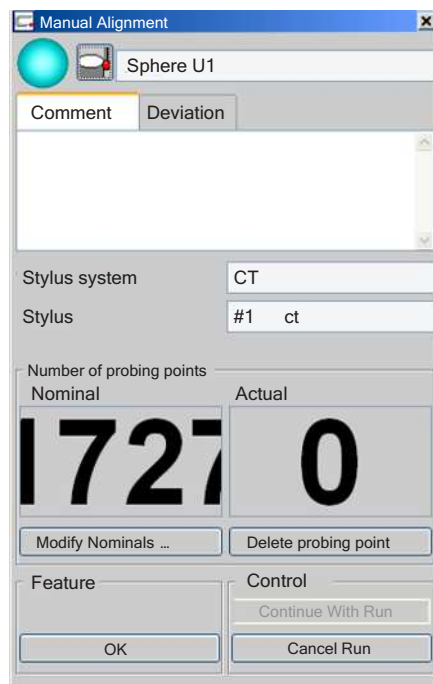 Manual Alignment
Sphere U1
Comment Deviation
Stylus system CT
Stylus #1 ct
Number of probing points
Nominal Actual
1727 0
Modify Nominals ... Delete probing point
Feature Control
Continue With Run
OK Cancel Run